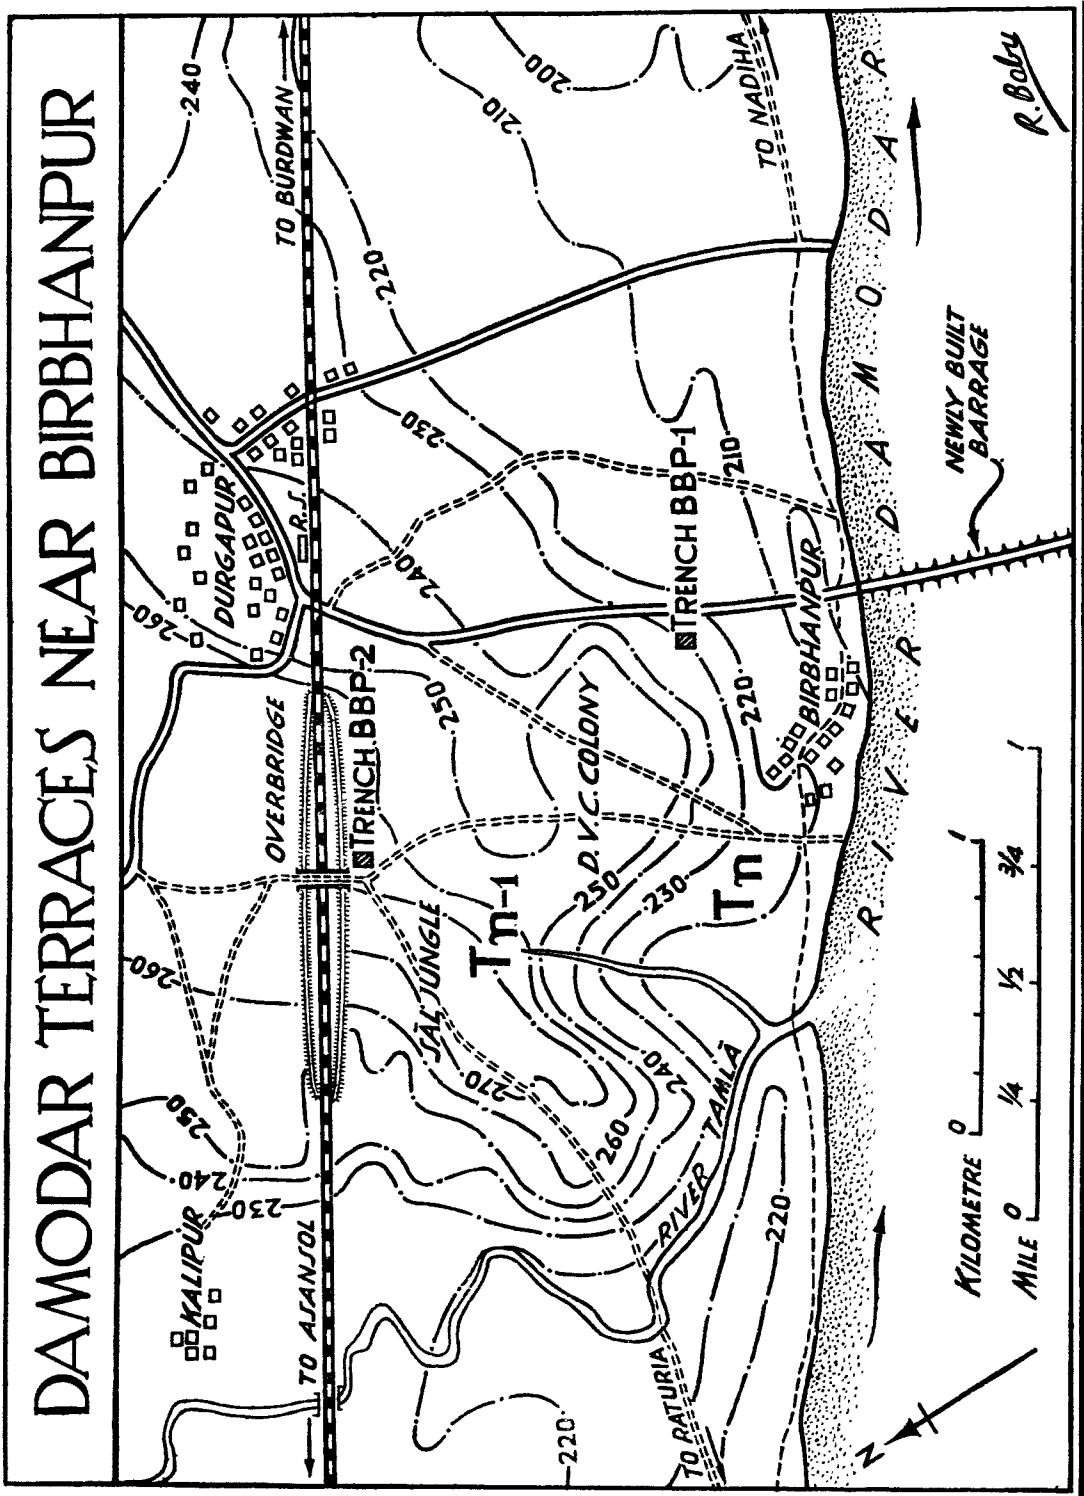 DAMODAR TERRACES NEAR BIRBHANPUR
KALIPUR
230
240
250
260
260
DURGAPUR
240
TO ASANSOL
OVERBRIDGE
R.S.
TO BURDWAN
TRENCH BBP-2
SĀL JUNGLE
250
240
230
220
270
Tn-1
210
200
220
260
240
250
230
D.V.C. COLONY
TRENCH BBP-1
TO RATURIA
RIVER TAMLĀ
Tn
220
210
TO NADIHA
220
BIRBHANPUR
RIVER DAMODAR
N
KILOMETRE 0 1
MILE 0 1/4 1/2 3/4 1
NEWLY BUILT
BARRAGE
R. Babu